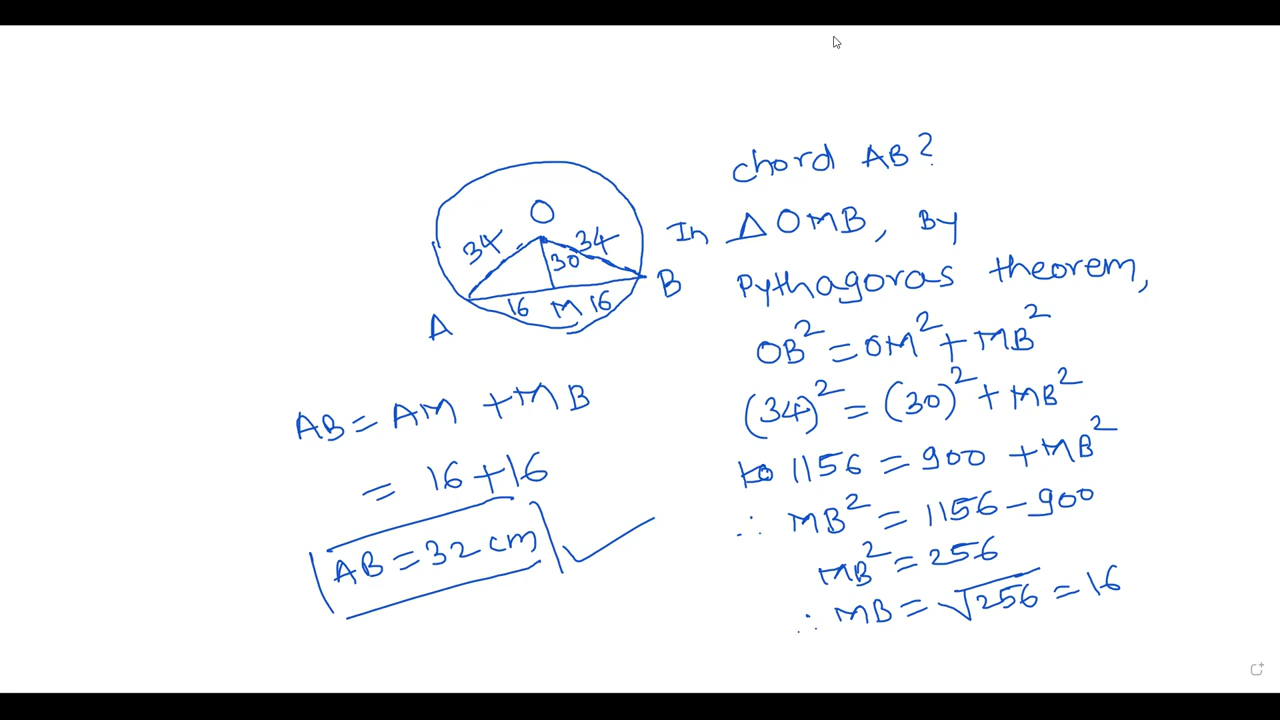 chord AB?
O
34 34
30
16 M 16
A
B
In △OMB, By
Pythagoras theorem,
OB² = OM² + MB²
(34)² = (30)² + MB²
1156 = 900 + MB²
∴ MB² = 1156 - 900
MB² = 256
∴ MB = √256 = 16
AB = AM + MB
= 16 + 16
AB = 32 cm